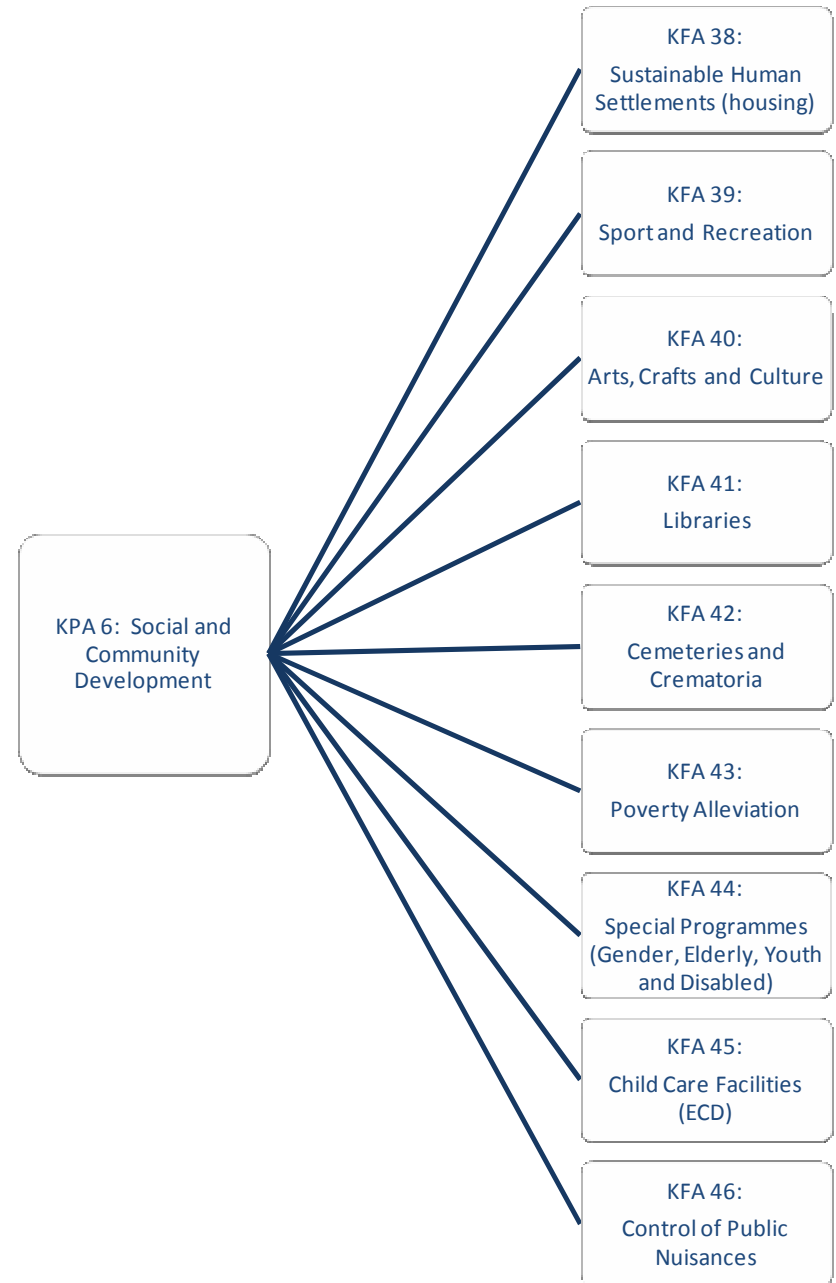 KFA 38:
Sustainable Human
Settlements (housing)
KFA 39:
Sport and Recreation
KFA 40:
Arts, Crafts and Culture
KFA 41:
Libraries
KPA 6: Social and
Community
Development
KFA 42:
Cemeteries and
Crematoria
KFA 43:
Poverty Alleviation
KFA 44:
Special Programmes
(Gender, Elderly, Youth
and Disabled)
KFA 45:
Child Care Facilities
(ECD)
KFA 46:
Control of Public
Nuisances